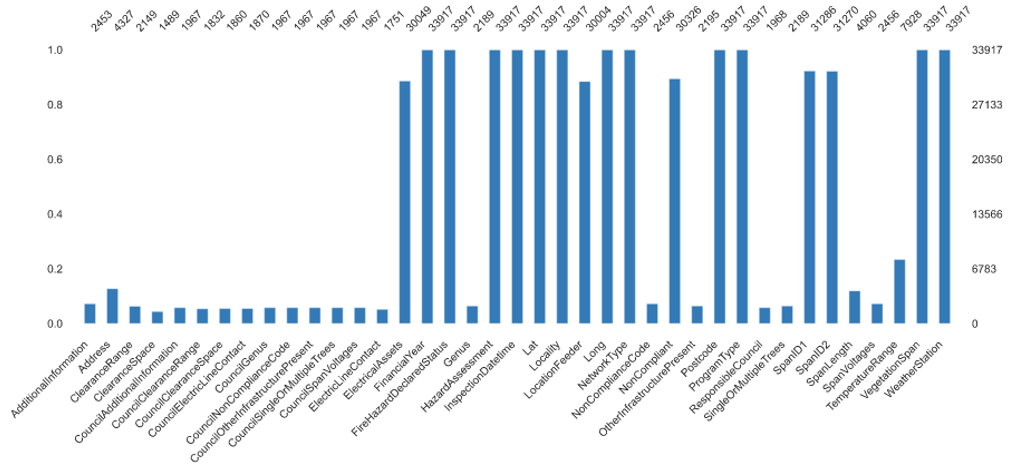 2453
4327
2149
1489
1967
1832
1860
1870
1967
1967
1967
1967
1967
1751
30049
33917
33917
2189
33917
33917
33917
33917
30004
33917
33917
2456
30326
2195
33917
33917
1968
2189
31286
31270
4060
2456
7928
33917
33917
1.0
33917
0.8
27133
0.6
20350
0.4
13566
0.2
6783
0.0
0
AdditionalInformation
Address
ClearanceRange
ClearanceSpace
CouncilAdditionalInformation
CouncilClearanceRange
CouncilClearanceSpace
CouncilElectricLineContact
CouncilGenus
CouncilNonComplianceCode
CouncilOtherInfrastructurePresent
CouncilSingleOrMultipleTrees
CouncilSpanVoltages
ElectricLineContact
ElectricalAssets
FinancialYear
FireHazardDeclaredStatus
Genus
HazardAssessment
InspectionDatetime
Lat
Locality
LocationFeeder
Long
NetworkType
NonComplianceCode
NonCompliant
OtherInfrastructurePresent
Postcode
ProgramType
ResponsibleCouncil
SingleOrMultipleTrees
SpanID1
SpanID2
SpanLength
SpanVoltages
TemperatureRange
VegetationSpan
WeatherStation